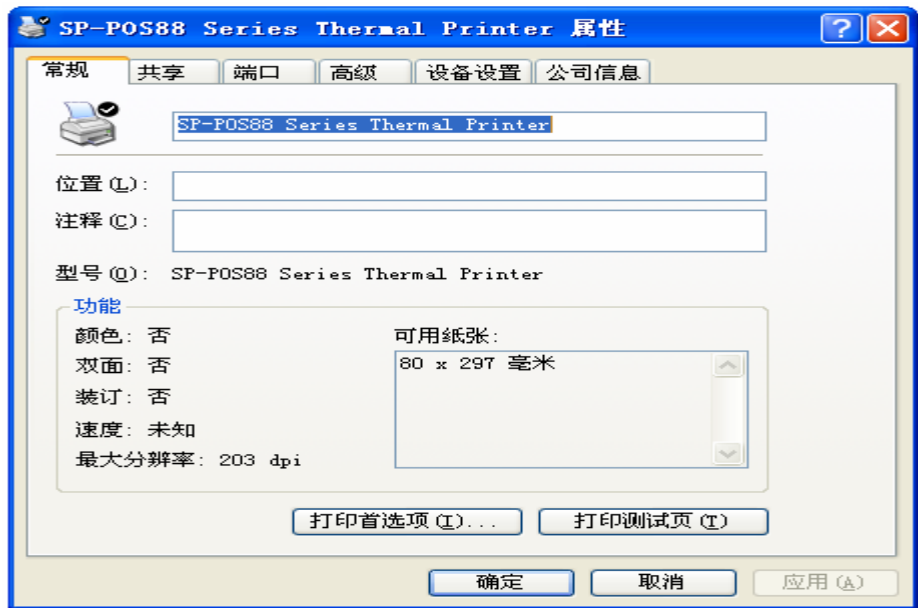 SP-POS88 Series Thermal Printer 属性
常规 共享 端口 高级 设备设置 公司信息
SP-POS88 Series Thermal Printer
位置(L):
注释(C):
型号(O): SP-POS88 Series Thermal Printer
功能
颜色: 否
双面: 否
装订: 否
速度: 未知
最大分辨率: 203 dpi
可用纸张:
80 x 297 毫米
打印首选项(I)... 打印测试页(T)
确定 取消 应用(A)